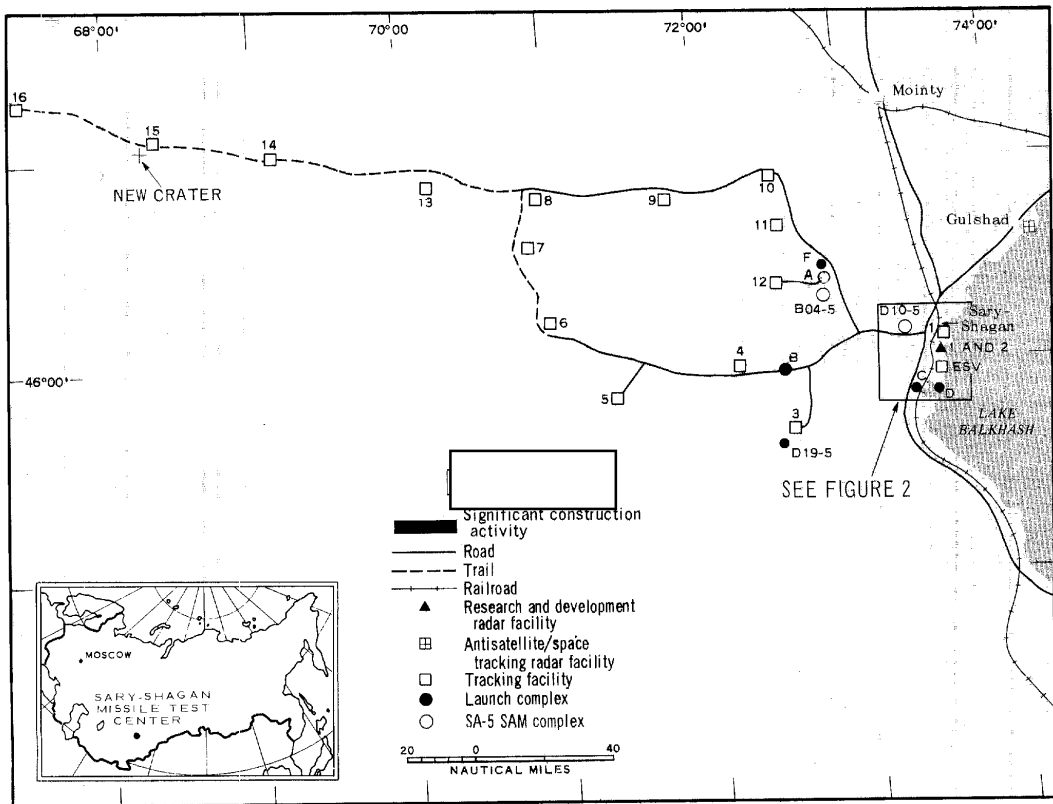 68°00' 70°00' 72°00' 74°00'
16
15
14
NEW CRATER
13
8
9
10
11
7
12
F
A
B04-5
6
4
B
5
3
D19-5
46°00'
Mointy
Gulshad
D10-5
Sary-
Shagan
1
1 AND 2
ESV
C
D
LAKE
BALKHASH
SEE FIGURE 2
Significant construction
activity
Road
Trail
Railroad
Research and development
radar facility
Antisatellite/space
tracking radar facility
Tracking facility
Launch complex
SA-5 SAM complex
20 0 40
NAUTICAL MILES
MOSCOW
SARY-SHAGAN
MISSILE TEST
CENTER